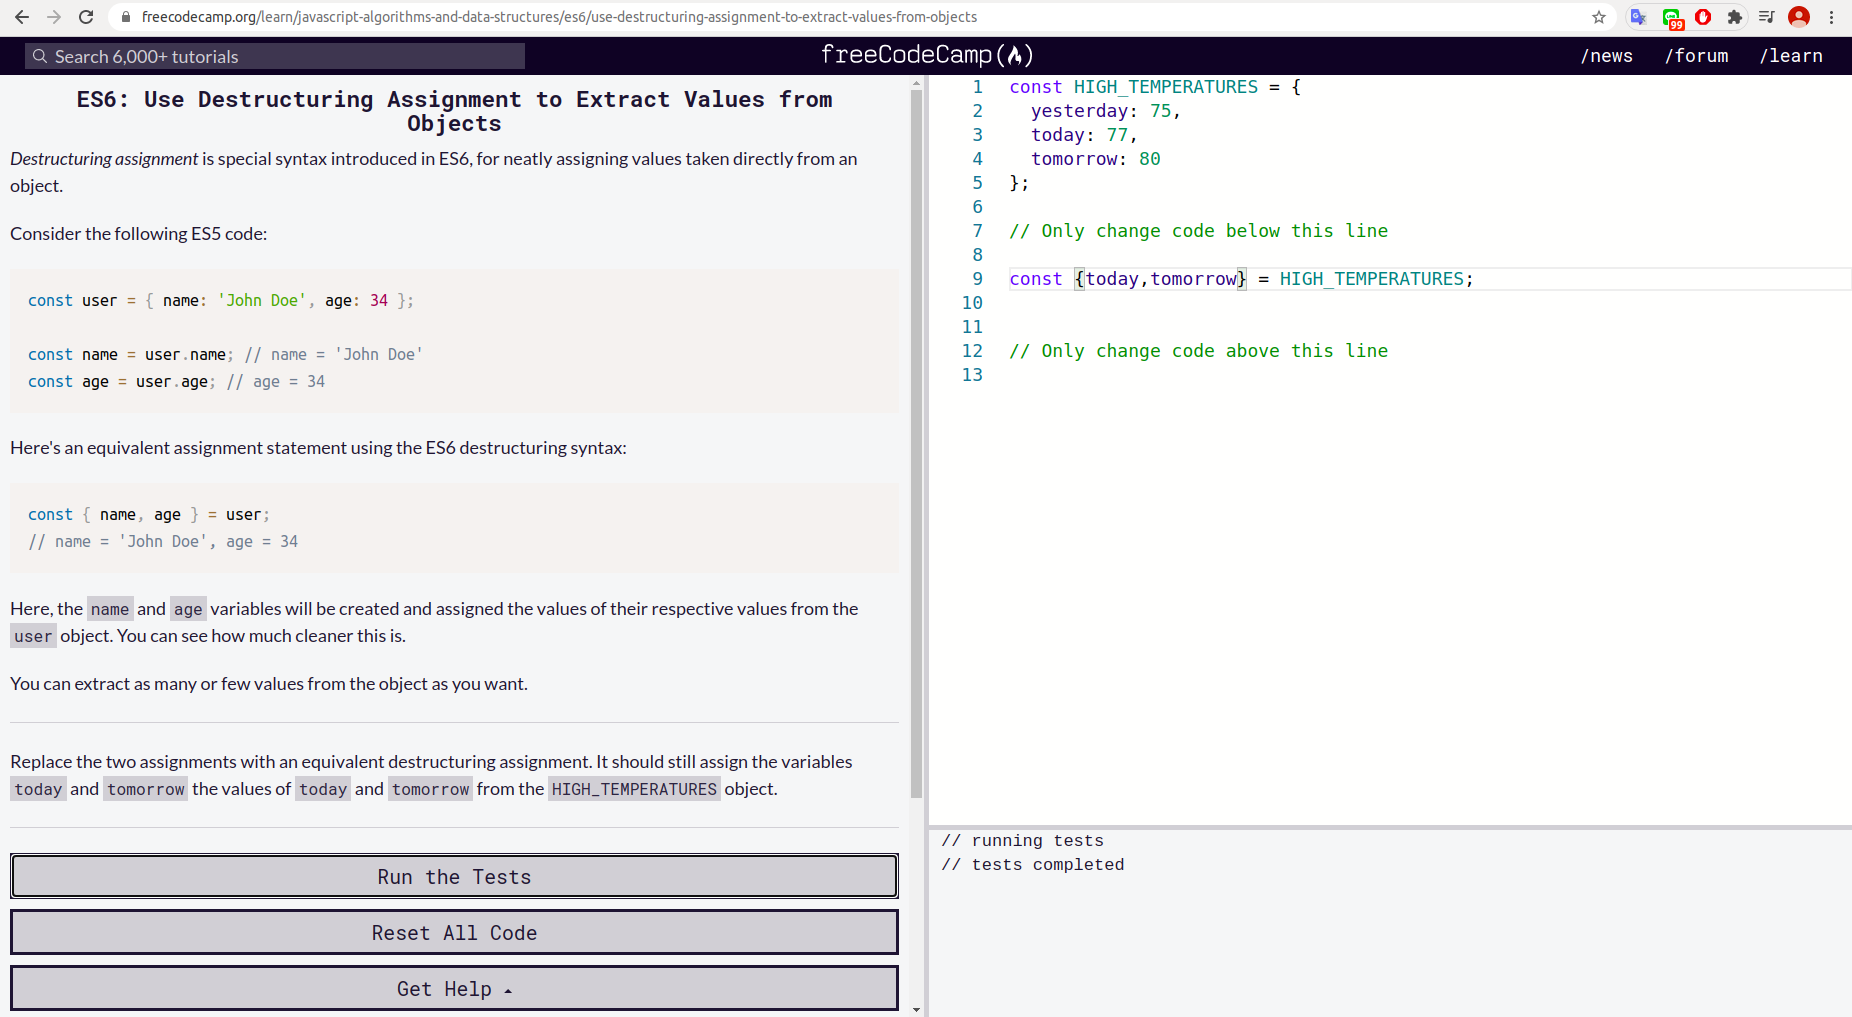 freecodecamp.org/learn/javascript-algorithms-and-data-structures/es6/use-destructuring-assignment-to-extract-values-from-objects
99
Search 6,000+ tutorials
freeCodeCamp
/news
/forum
/learn
ES6: Use Destructuring Assignment to Extract Values from
Objects
Destructuring assignment is special syntax introduced in ES6, for neatly assigning values taken directly from an
object.
Consider the following ES5 code:
const user = { name: 'John Doe', age: 34 };
const name = user.name; // name = 'John Doe'
const age = user.age; // age = 34
Here's an equivalent assignment statement using the ES6 destructuring syntax:
const { name, age } = user;
// name = 'John Doe', age = 34
Here, the name and age variables will be created and assigned the values of their respective values from the
user object. You can see how much cleaner this is.
You can extract as many or few values from the object as you want.
Replace the two assignments with an equivalent destructuring assignment. It should still assign the variables
today and tomorrow the values of today and tomorrow from the HIGH_TEMPERATURES object.
Run the Tests
Reset All Code
Get Help
1 const HIGH_TEMPERATURES = {
2 yesterday: 75,
3 today: 77,
4 tomorrow: 80
5 };
6
7 // Only change code below this line
8
9 const {today,tomorrow} = HIGH_TEMPERATURES;
10
11
12 // Only change code above this line
13
// running tests
// tests completed